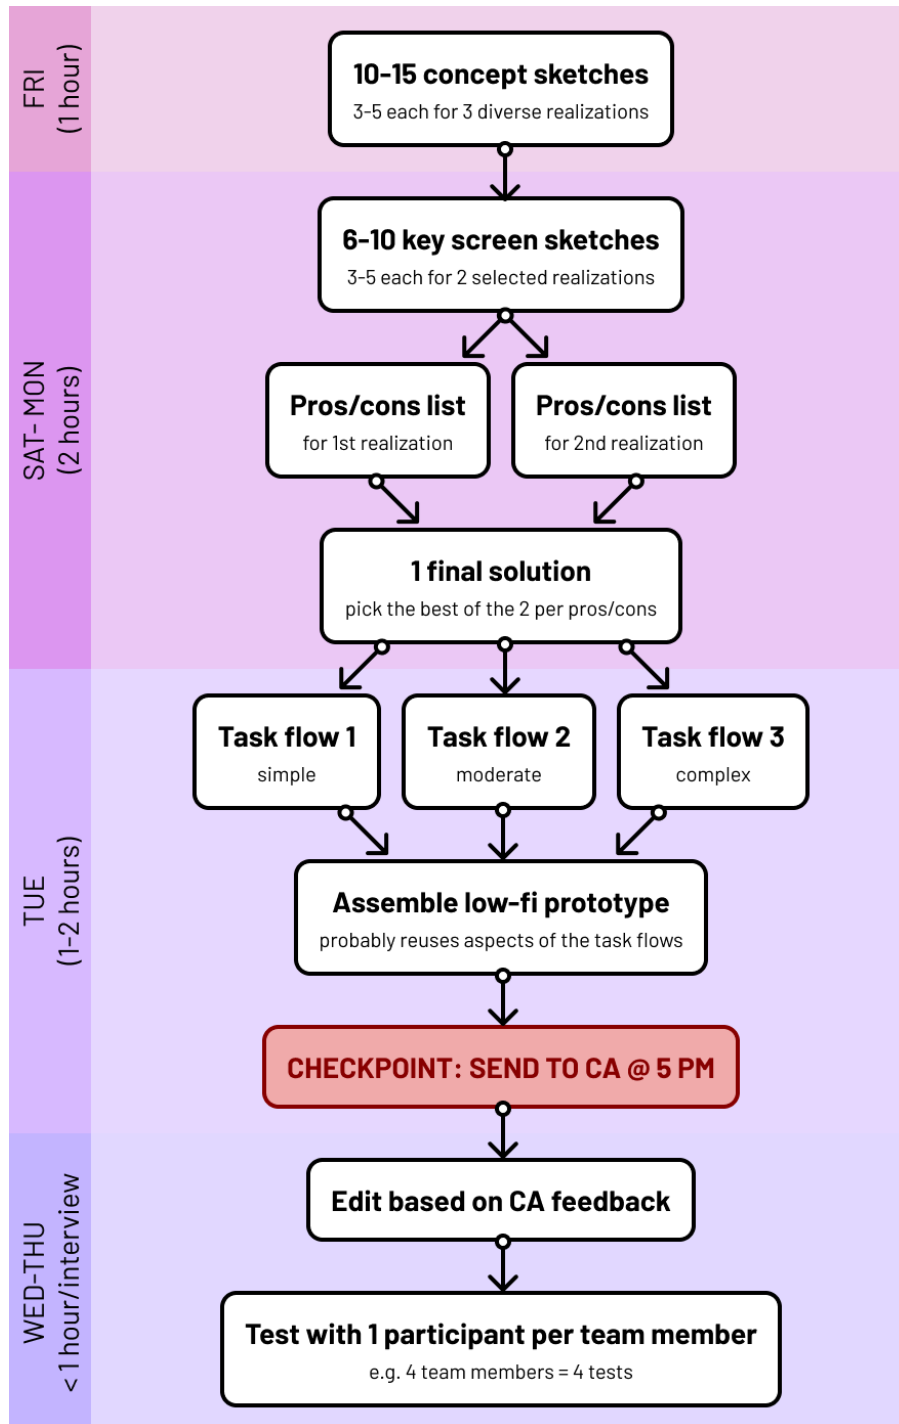 FRI
(1 hour)
10-15 concept sketches
3-5 each for 3 diverse realizations
SAT- MON
(2 hours)
6-10 key screen sketches
3-5 each for 2 selected realizations
Pros/cons list
for 1st realization
Pros/cons list
for 2nd realization
1 final solution
pick the best of the 2 per pros/cons
TUE
(1-2 hours)
Task flow 1
simple
Task flow 2
moderate
Task flow 3
complex
Assemble low-fi prototype
probably reuses aspects of the task flows
CHECKPOINT: SEND TO CA @ 5 PM
WED-THU
< 1 hour/interview
Edit based on CA feedback
Test with 1 participant per team member
e.g. 4 team members = 4 tests